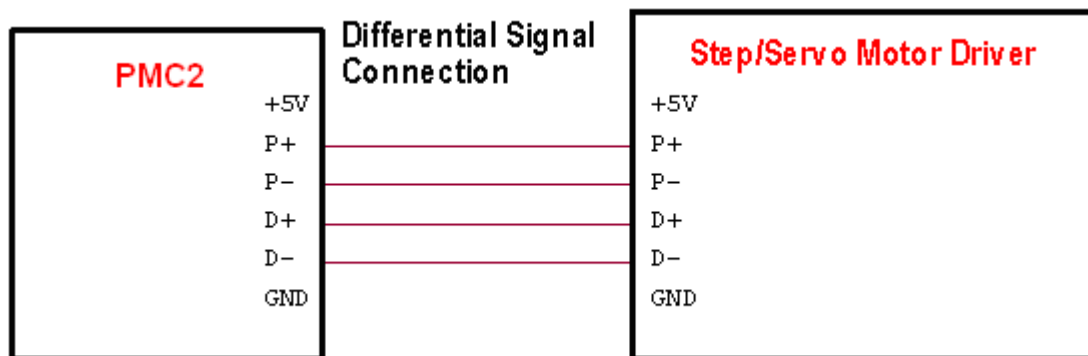 Differential Signal
Connection
PMC2
+5V
P+
P-
D+
D-
GND
Step/Servo Motor Driver
+5V
P+
P-
D+
D-
GND